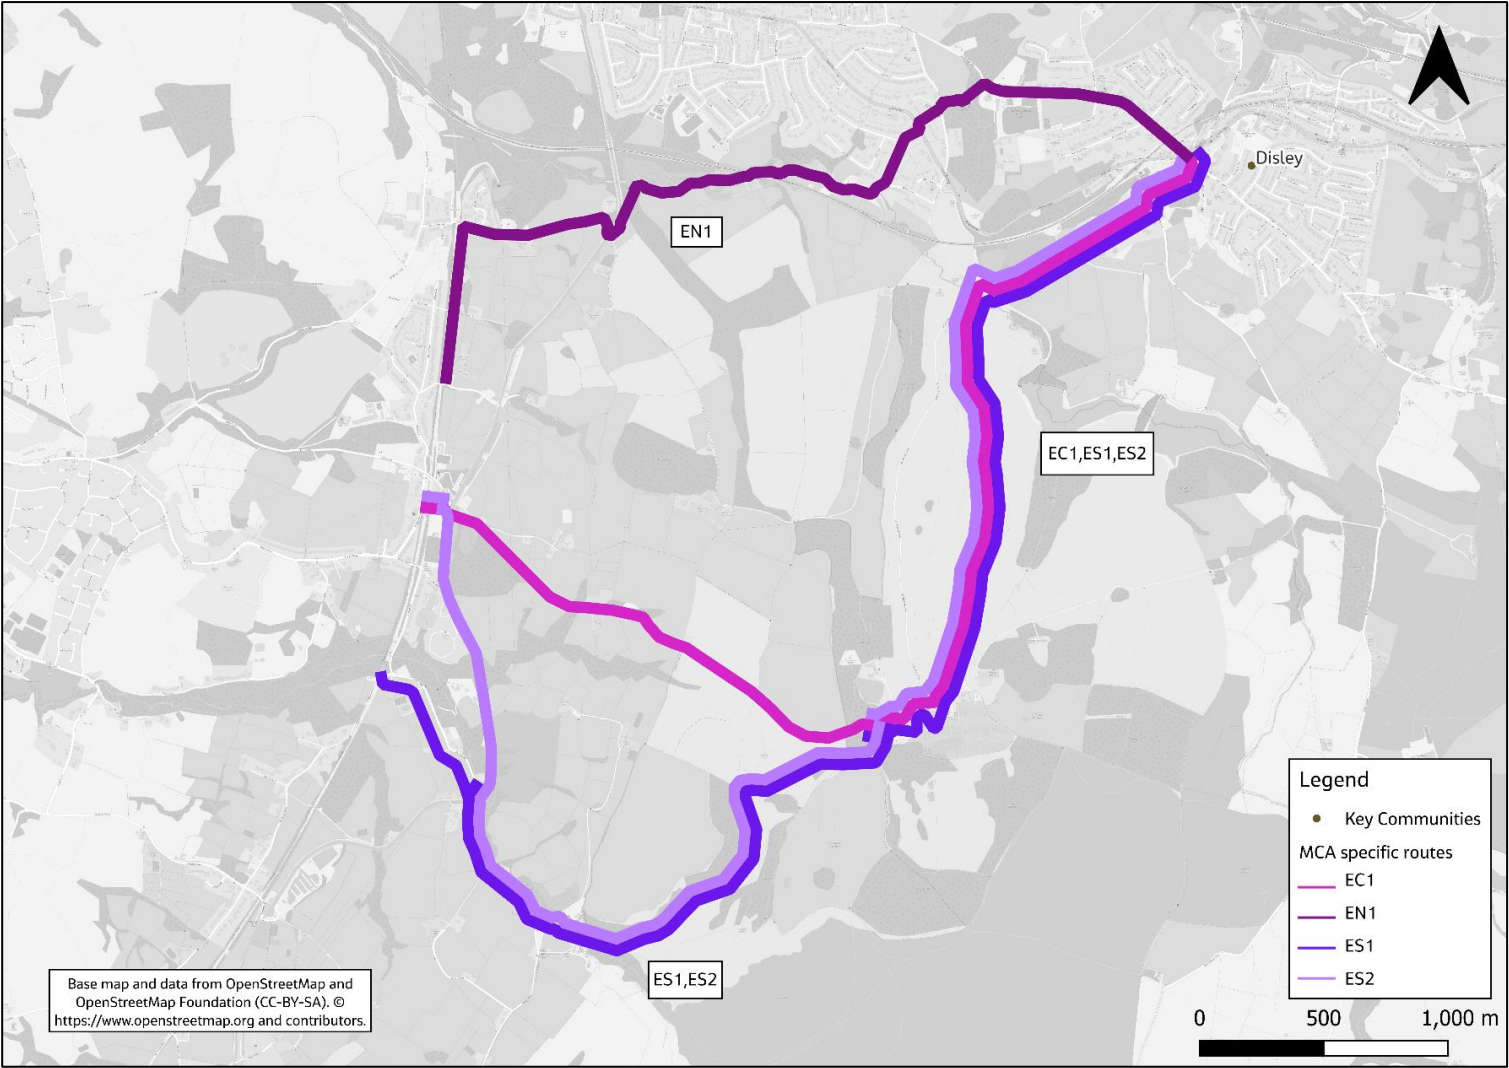 Disley
EN1
EC1,ES1,ES2
ES1,ES2
Legend
Key Communities
MCA specific routes
EC1
EN1
ES1
ES2
Base map and data from OpenStreetMap and
OpenStreetMap Foundation (CC-BY-SA). ©
https://www.openstreetmap.org and contributors.
0 500 1,000 m